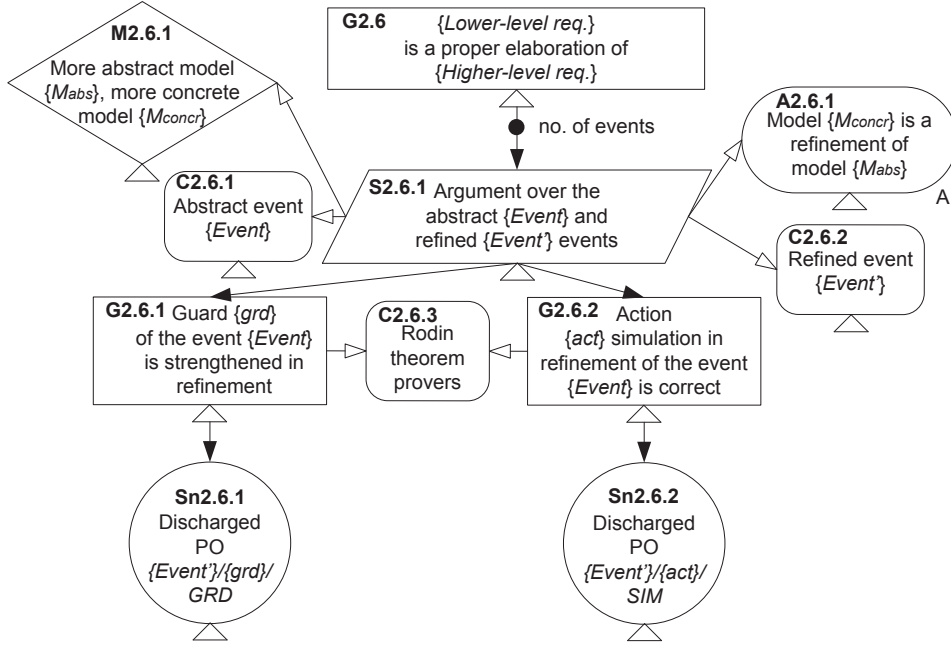 M2.6.1
More abstract model
{Mabs}, more concrete
model {Mconcr}
G2.6 {Lower-level req.}
is a proper elaboration of
{Higher-level req.}
no. of events
A2.6.1
Model {Mconcr} is a
refinement of
model {Mabs}
A
C2.6.1
Abstract event
{Event}
S2.6.1 Argument over the
abstract {Event} and
refined {Event'} events
C2.6.2
Refined event
{Event'}
G2.6.1 Guard {grd}
of the event {Event}
is strengthened in
refinement
C2.6.3
Rodin
theorem
provers
G2.6.2 Action
{act} simulation in
refinement of the event
{Event} is correct
Sn2.6.1
Discharged
PO
{Event'}/{grd}/
GRD
Sn2.6.2
Discharged
PO
{Event'}/{act}/
SIM